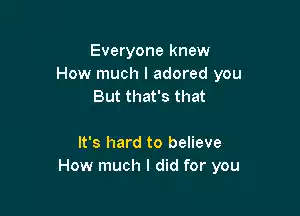 Everyone knew
How much I adored you
But that's that
It's hard to believe
How much I did for you